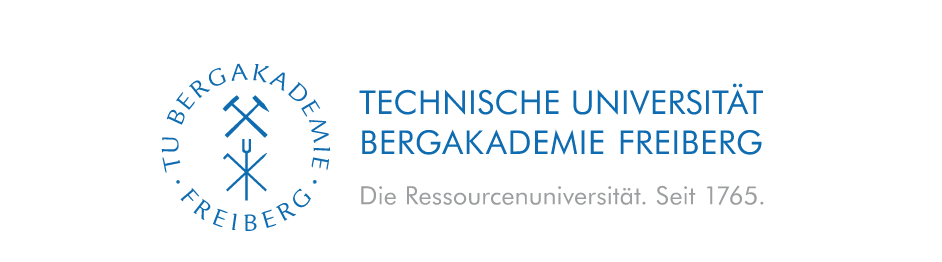 TU BERGAKADEMIE
· FREIBERG ·
TECHNISCHE UNIVERSITÄT
BERGAKADEMIE FREIBERG
Die Ressourcenuniversität. Seit 1765.